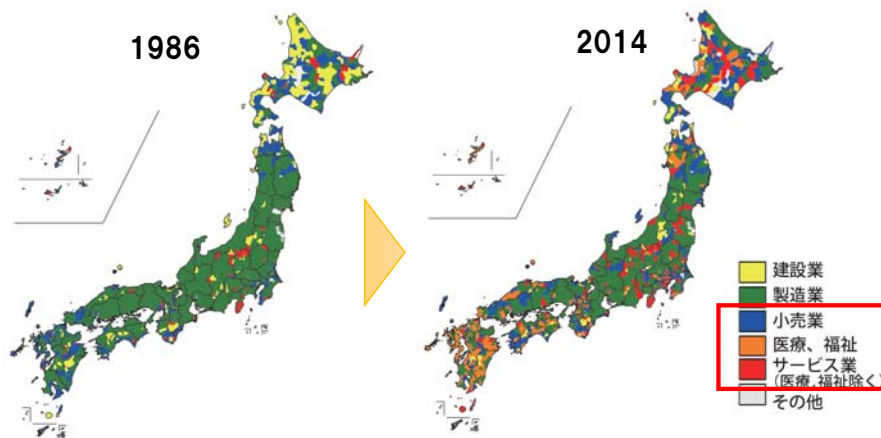 1986
2014
建設業
製造業
小売業
医療、福祉
サービス業
(医療,福祉除く)
その他